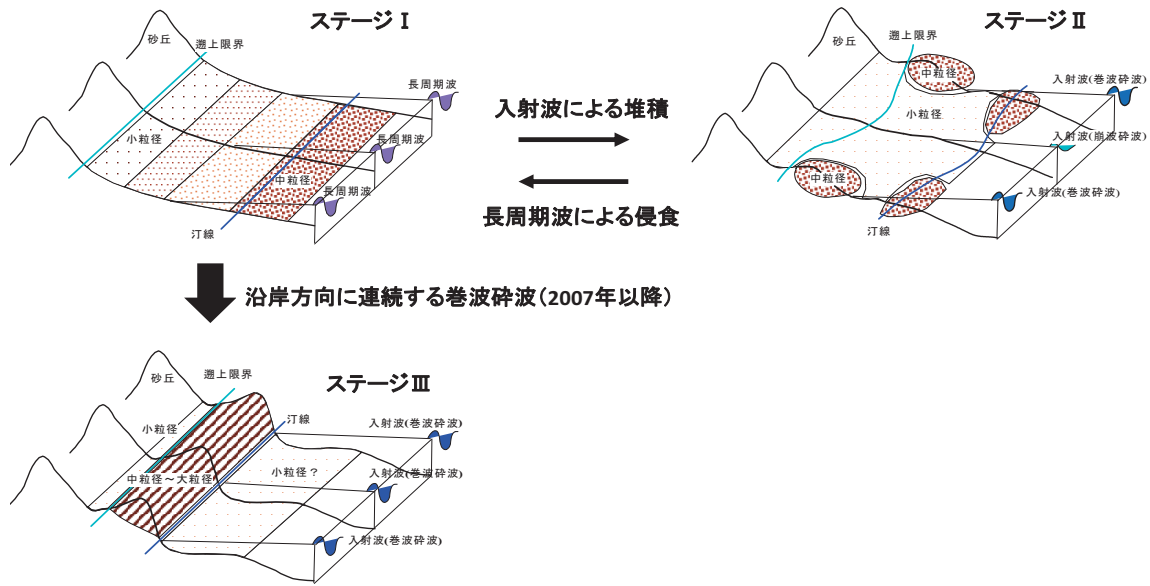 ステージⅠ
砂丘
遡上限界
長周期波
長周期波
長周期波
小粒径
中粒径
汀線
入射波による堆積
長周期波による侵食
ステージⅡ
砂丘
遡上限界
中粒径
入射波(巻波砕波)
小粒径
入射波(崩波砕波)
中粒径
入射波(巻波砕波)
汀線
沿岸方向に連続する巻波砕波(2007年以降)
ステージⅢ
砂丘
遡上限界
汀線
小粒径
入射波(巻波砕波)
中粒径~大粒径
小粒径?
入射波(巻波砕波)
入射波(巻波砕波)